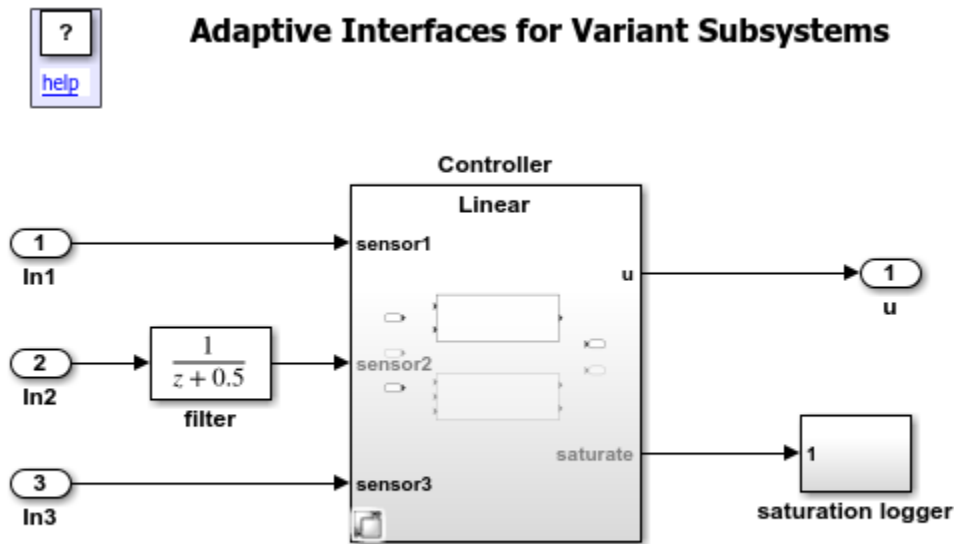 ?
help
Adaptive Interfaces for Variant Subsystems
Controller
Linear
1
In1
sensor1
u
1
u
2
In2
1
z + 0.5
filter
sensor2
3
In3
sensor3
saturate
1
saturation logger